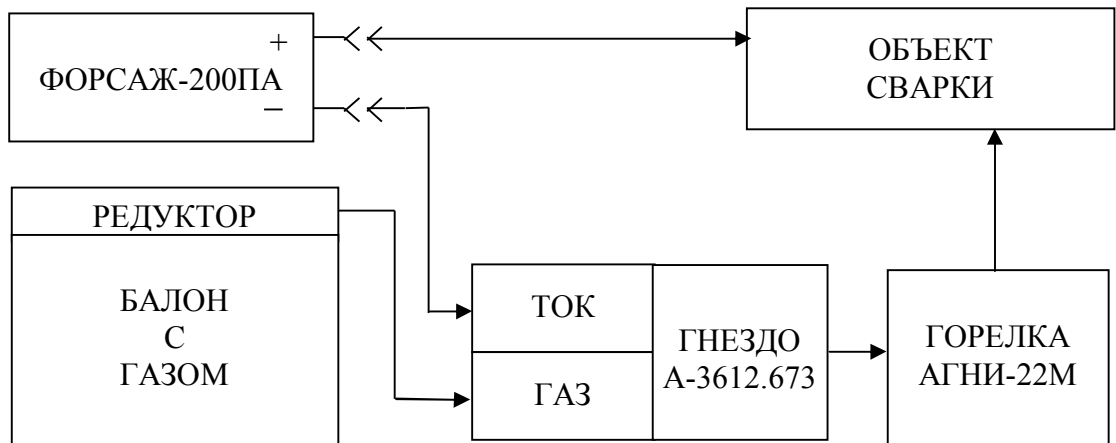 +
ФОРСАЖ-200ПА
–
ОБЪЕКТ
СВАРКИ
РЕДУКТОР
БАЛОН
С
ГАЗОМ
ТОК
ГАЗ
ГНЕЗДО
А-3612.673
ГОРЕЛКА
АГНИ-22М